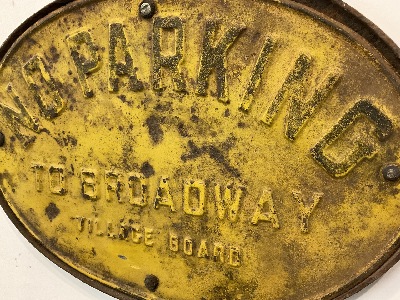 NO PARKING
TO BROADWAY
VILLAGE BOARD